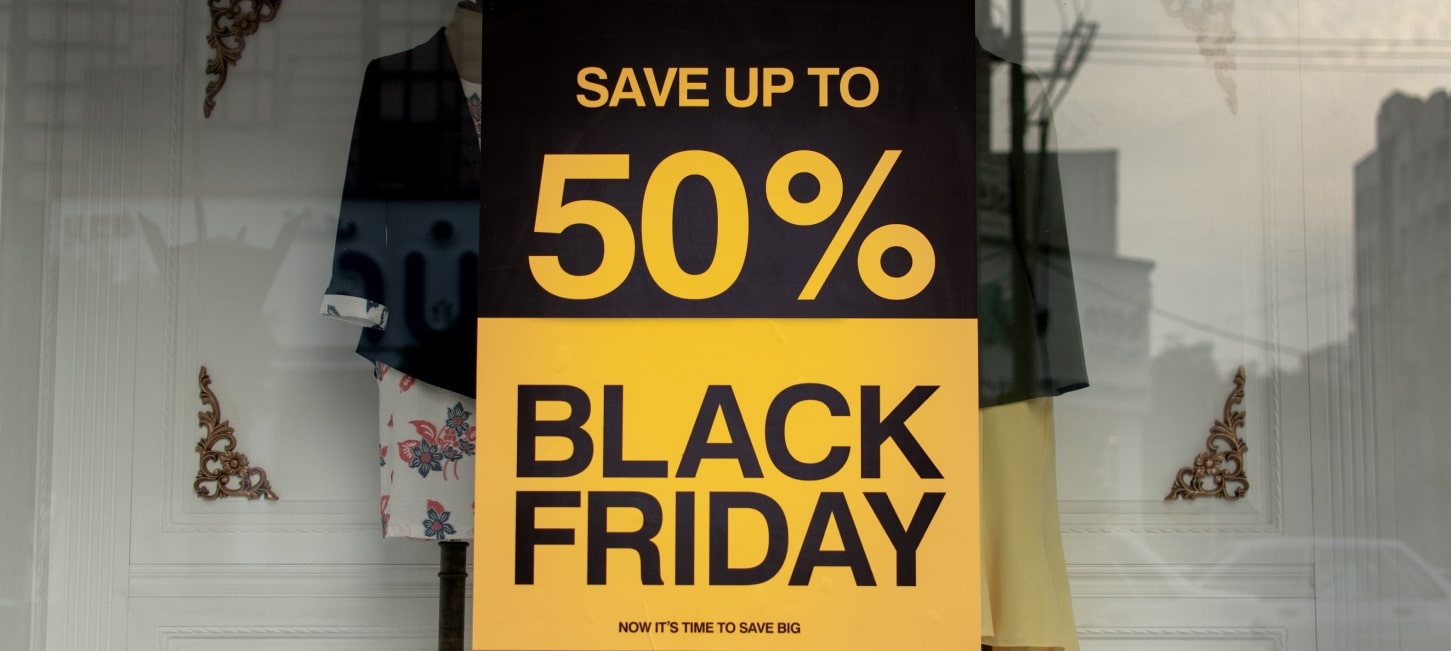 SAVE UP TO
50%
BLACK
FRIDAY
NOW IT'S TIME TO SAVE BIG